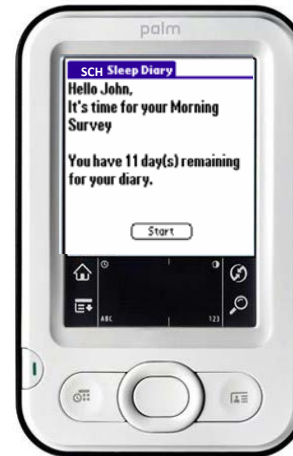 palm
SCH Sleep Diary
Hello John,
It's time for your Morning
Survey
You have 11 day(s) remaining
for your diary.
Start
ABC
123